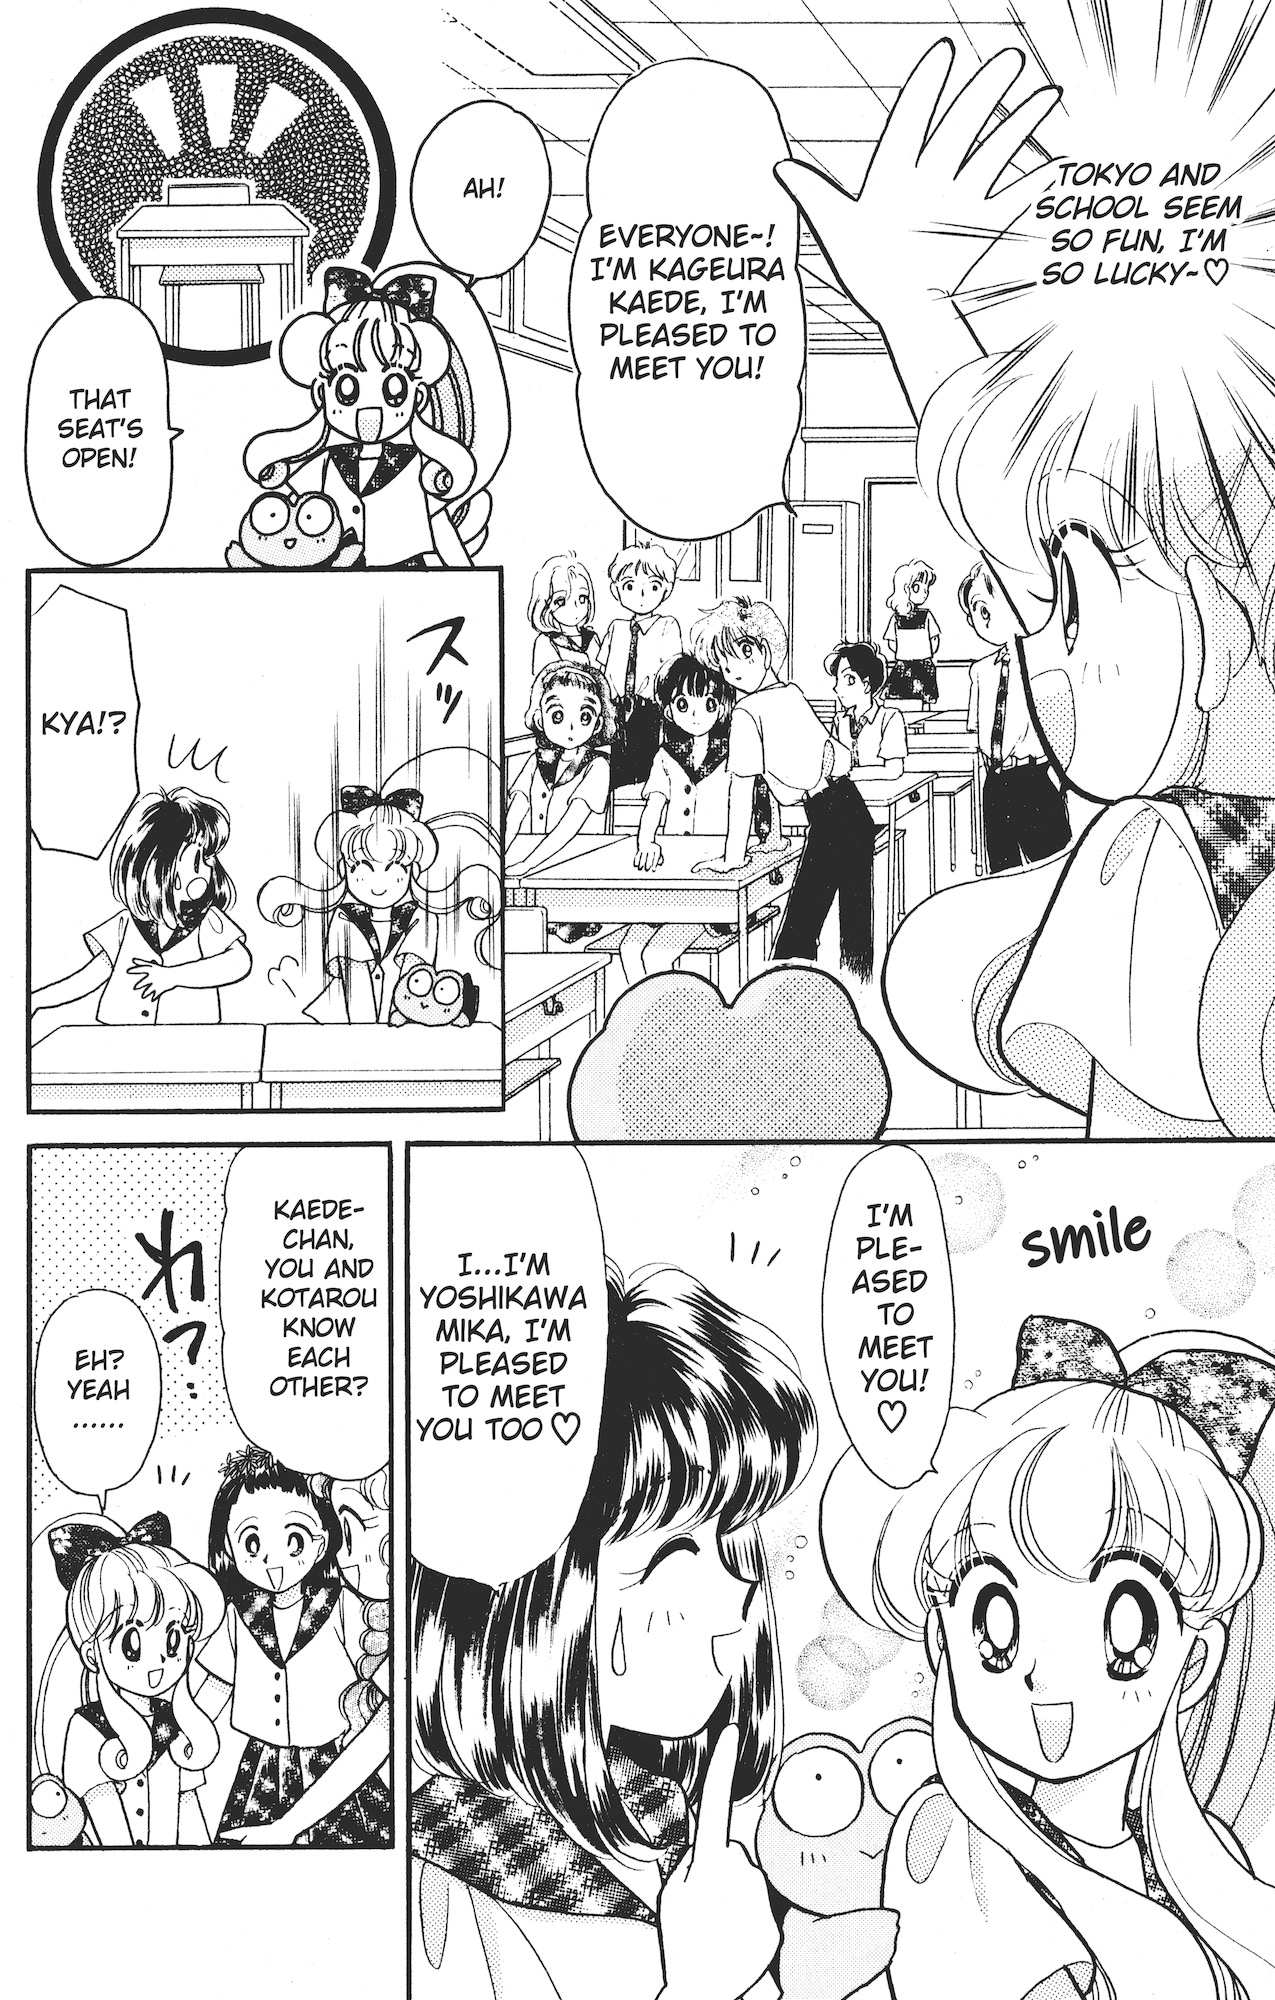 TOKYO AND
SCHOOL SEEM
SO FUN, I'M
SO LUCKY~♡
EVERYONE~!
I'M KAGEURA
KAEDE, I'M
PLEASED TO
MEET YOU!
AH!
THAT
SEAT'S
OPEN!
スッ
KYA!?
smile
I'M
PLE-
ASED
TO
MEET
YOU!
♡
I...I'M
YOSHIKAWA
MIKA, I'M
PLEASED
TO MEET
YOU TOO ♡
KAEDE-
CHAN,
YOU AND
KOTAROU
KNOW
EACH
OTHER?
わっ…
EH?
YEAH
......